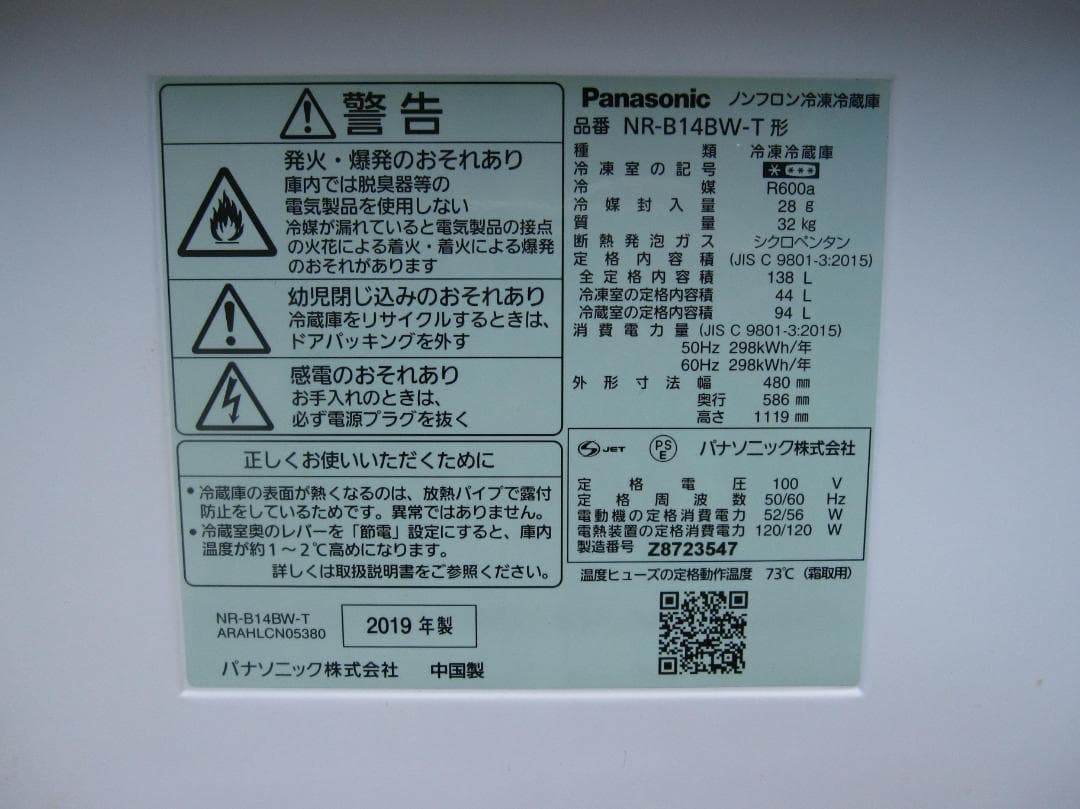 警告
発火・爆発のおそれあり
庫内では脱臭器等の
電気製品を使用しない
冷媒が漏れていると電気製品の接点
の火花による着火・着火による爆発
のおそれがあります
幼児閉じ込みのおそれあり
冷蔵庫をリサイクルするときは、
ドアパッキングを外す
感電のおそれあり
お手入れのときは、
必ず電源プラグを抜く
正しくお使いいただくために
•冷蔵庫の表面が熱くなるのは、放熱パイプで露付
防止をしているためです。異常ではありません。
•冷蔵室奥のレバーを「節電」設定にすると、庫内
温度が約1～2℃高めになります。
詳しくは取扱説明書をご参照ください。
NR-B14BW-T
ARAHLCN05380
2019 年製
パナソニック株式会社 中国製
Panasonic ノンフロン冷凍冷蔵庫
品番 NR-B14BW-T 形
種類 冷凍冷蔵庫
冷凍室の記号
冷媒 R600a
冷媒封入量 28 g
質量 32 kg
断熱発泡ガス シクロペンタン
定格内容積 (JIS C 9801-3:2015)
全定格内容積 138 L
冷凍室の定格内容積 44 L
冷蔵室の定格内容積 94 L
消費電力量 (JIS C 9801-3:2015)
50Hz 298kWh/年
60Hz 298kWh/年
外形寸法 幅 480 ㎜
奥行 586 ㎜
高さ 1119 ㎜
S JET PS E パナソニック株式会社
定格電圧 100 V
定格周波数 50/60 Hz
電動機の定格消費電力 52/56 W
電熱装置の定格消費電力 120/120 W
製造番号 Z8723547
温度ヒューズの定格動作温度 73℃（霜取用）